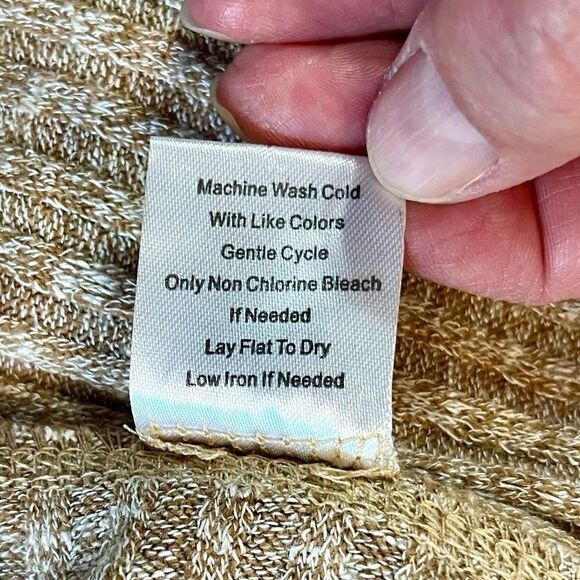 Machine Wash Cold
With Like Colors
Gentle Cycle
Only Non Chlorine Bleach
If Needed
Lay Flat To Dry
Low Iron If Needed